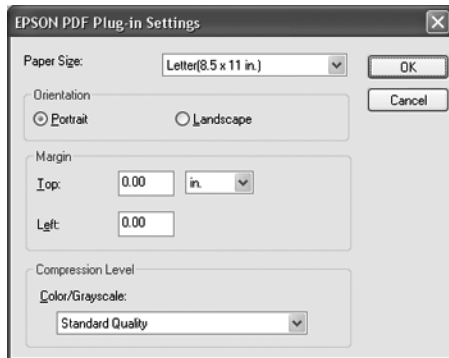 EPSON PDF Plug-in Settings
Paper Size: Letter(8.5 x 11 in.) OK
Cancel
Orientation
Portrait Landscape
Margin
Top: 0.00 in.
Left: 0.00
Compression Level
Color/Grayscale:
Standard Quality